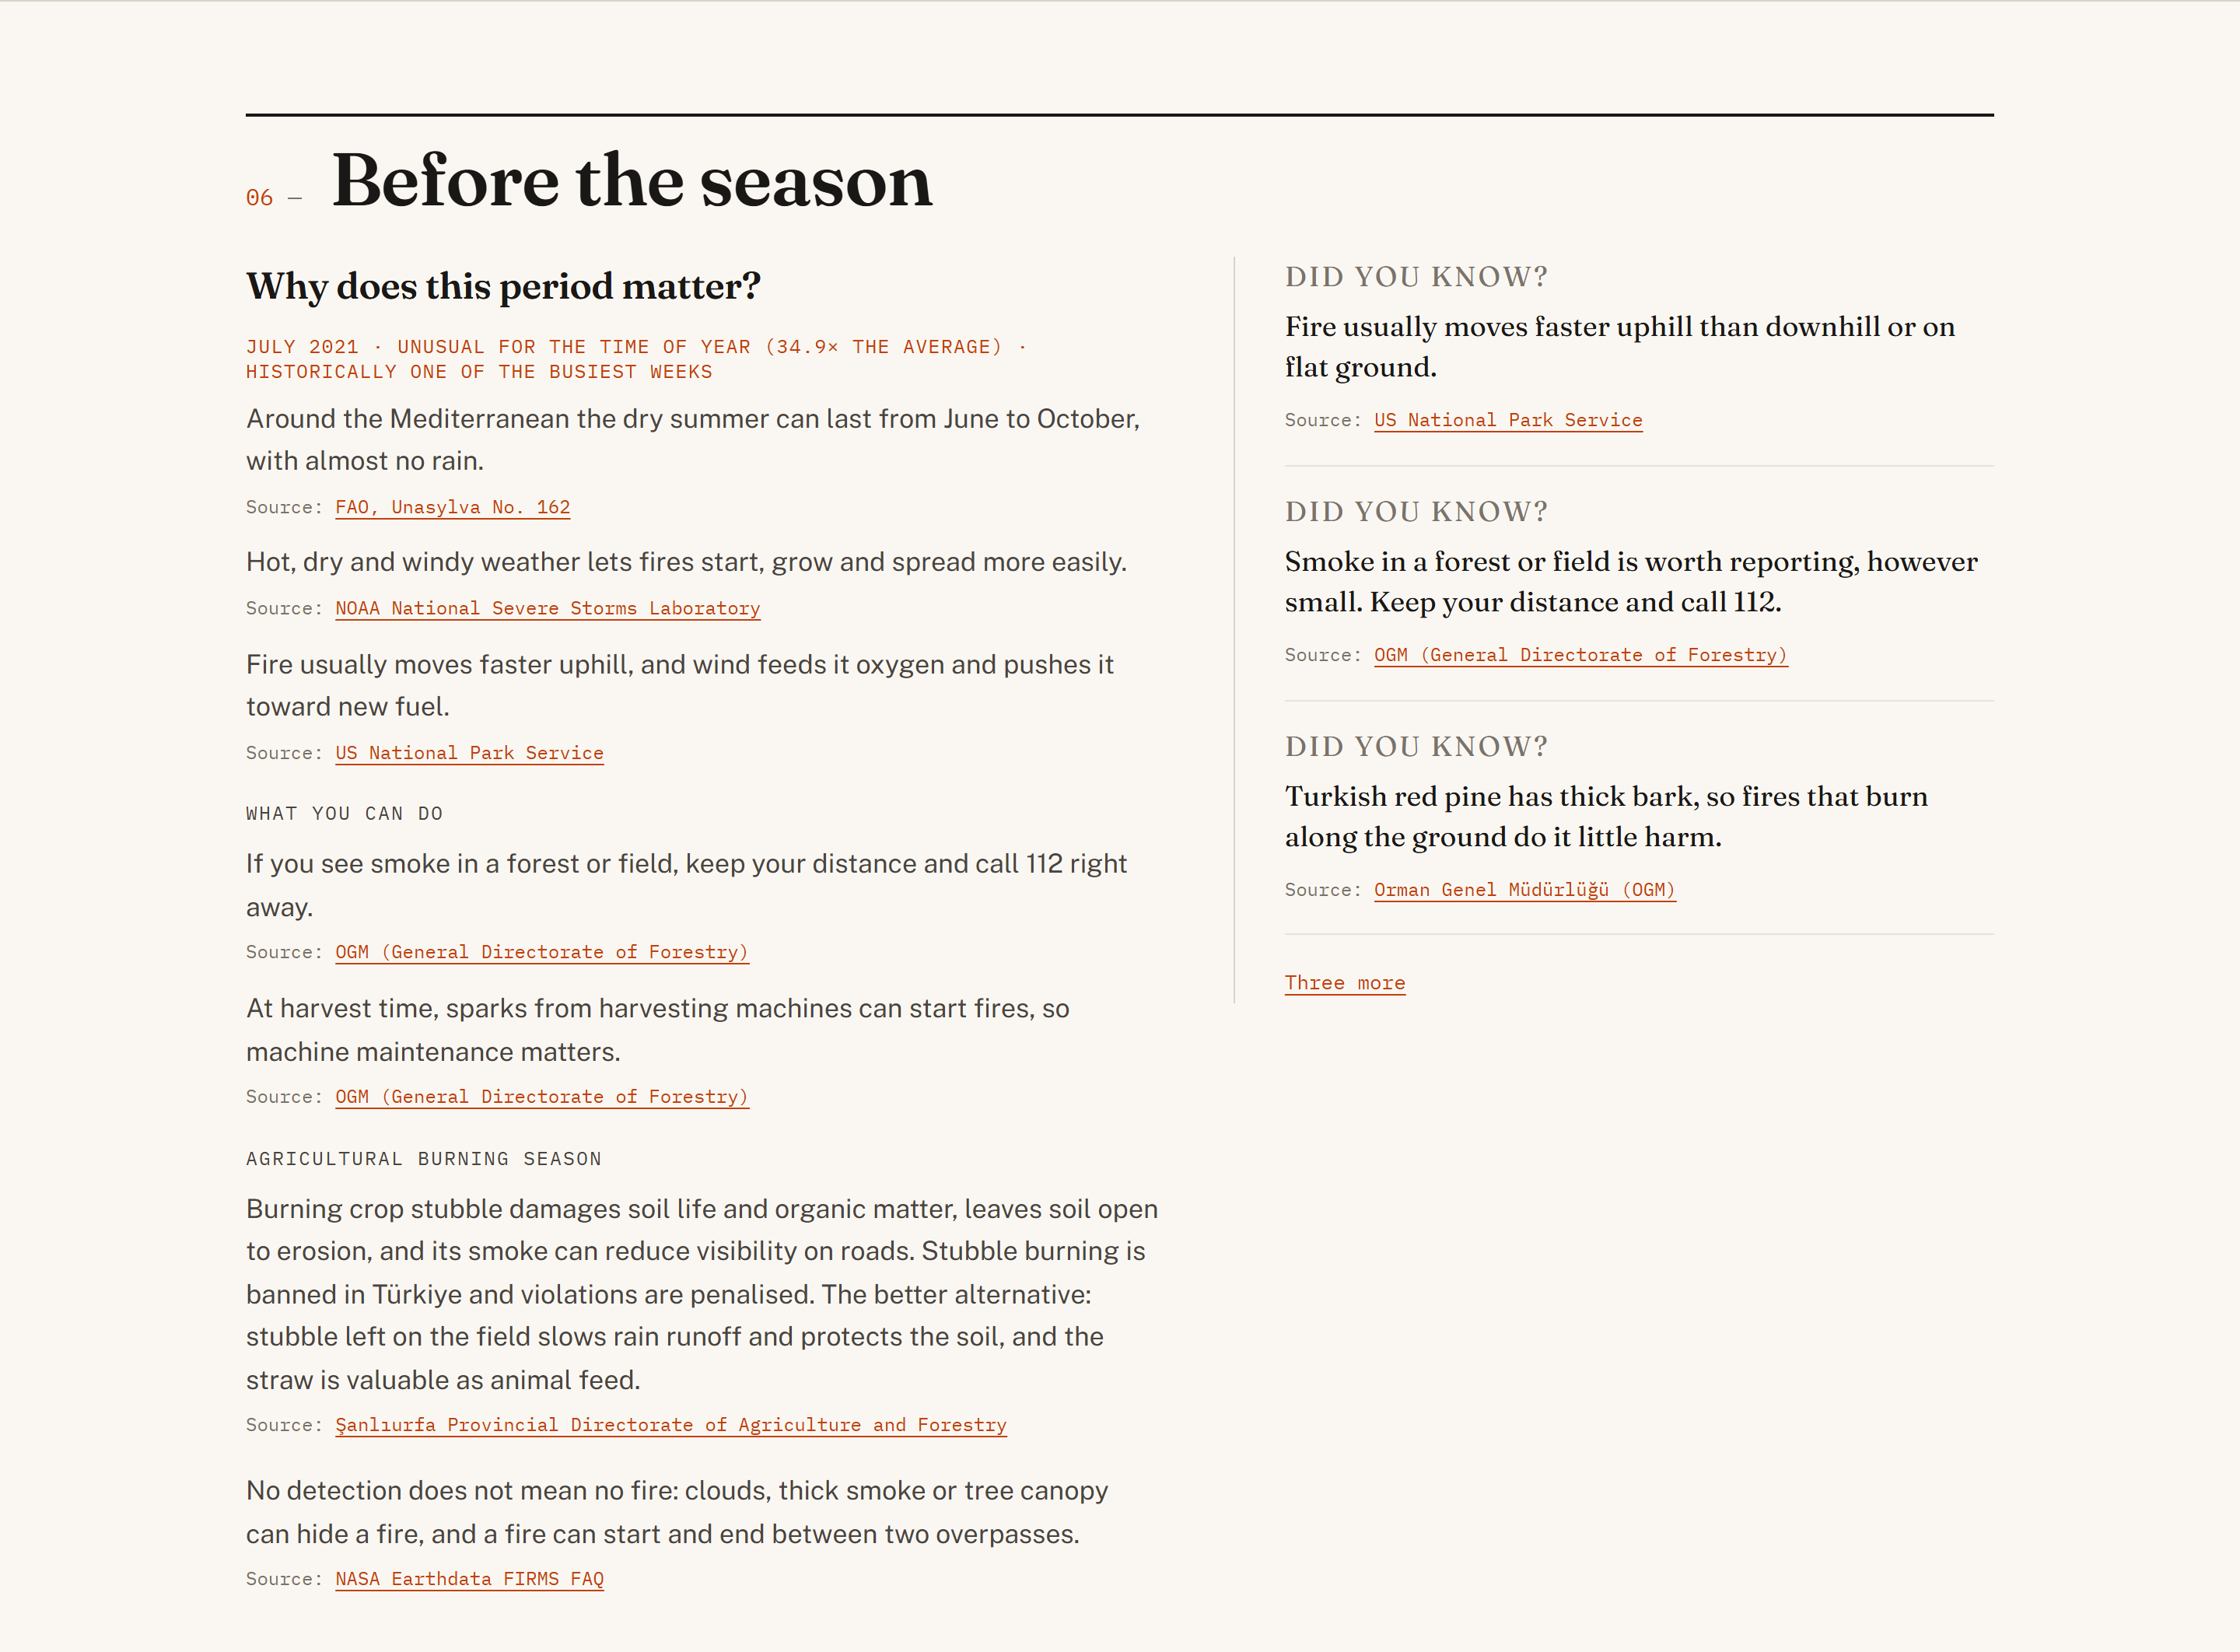 06 — Before the season
Why does this period matter?
JULY 2021 · UNUSUAL FOR THE TIME OF YEAR (34.9× THE AVERAGE) ·
HISTORICALLY ONE OF THE BUSIEST WEEKS
Around the Mediterranean the dry summer can last from June to October,
with almost no rain.
Source: FAO, Unasylva No. 162
Hot, dry and windy weather lets fires start, grow and spread more easily.
Source: NOAA National Severe Storms Laboratory
Fire usually moves faster uphill, and wind feeds it oxygen and pushes it
toward new fuel.
Source: US National Park Service
WHAT YOU CAN DO
If you see smoke in a forest or field, keep your distance and call 112 right
away.
Source: OGM (General Directorate of Forestry)
At harvest time, sparks from harvesting machines can start fires, so
machine maintenance matters.
Source: OGM (General Directorate of Forestry)
AGRICULTURAL BURNING SEASON
Burning crop stubble damages soil life and organic matter, leaves soil open
to erosion, and its smoke can reduce visibility on roads. Stubble burning is
banned in Türkiye and violations are penalised. The better alternative:
stubble left on the field slows rain runoff and protects the soil, and the
straw is valuable as animal feed.
Source: Şanlıurfa Provincial Directorate of Agriculture and Forestry
No detection does not mean no fire: clouds, thick smoke or tree canopy
can hide a fire, and a fire can start and end between two overpasses.
Source: NASA Earthdata FIRMS FAQ
DID YOU KNOW?
Fire usually moves faster uphill than downhill or on
flat ground.
Source: US National Park Service
DID YOU KNOW?
Smoke in a forest or field is worth reporting, however
small. Keep your distance and call 112.
Source: OGM (General Directorate of Forestry)
DID YOU KNOW?
Turkish red pine has thick bark, so fires that burn
along the ground do it little harm.
Source: Orman Genel Müdürlüğü (OGM)
Three more